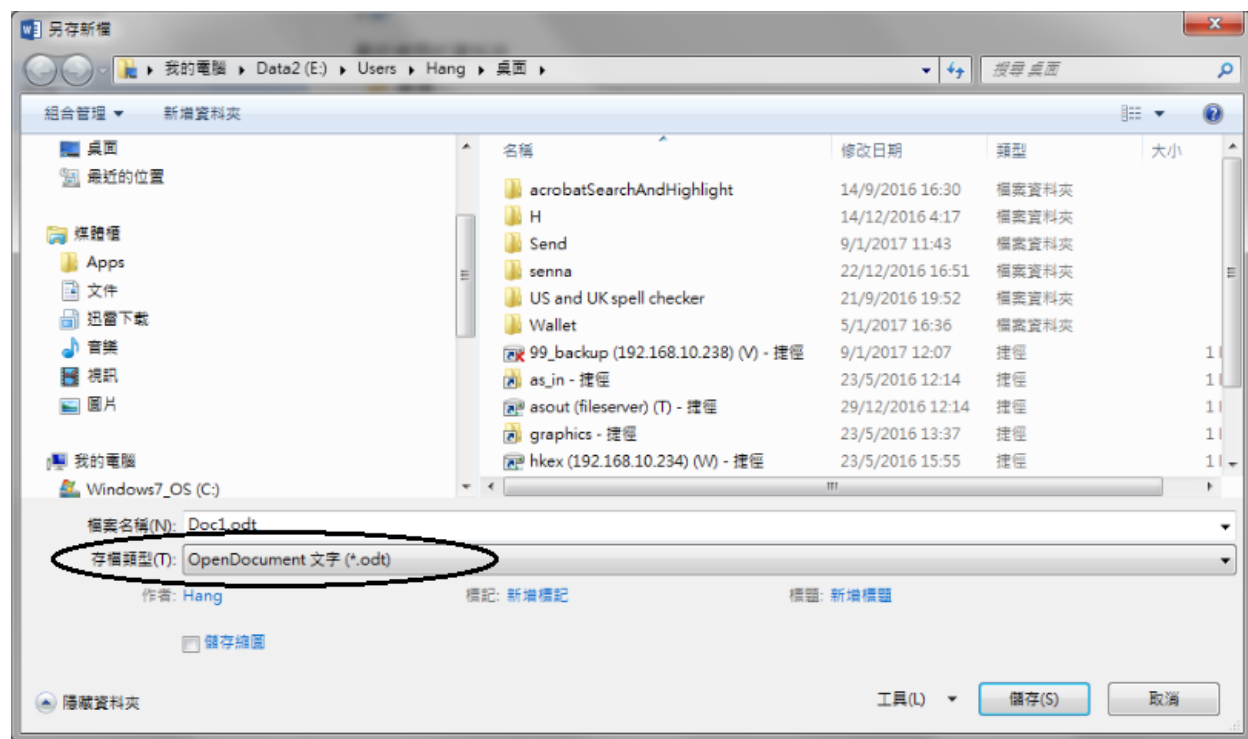 另存新檔
我的電腦 ▸ Data2 (E:) ▸ Users ▸ Hang ▸ 桌面 ▸
搜尋 桌面
組合管理 新增資料夾
桌面
最近的位置
媒體櫃
Apps
文件
迅雷下載
音樂
視訊
圖片
我的電腦
Windows7_OS (C:)
名稱 修改日期 類型 大小
acrobatSearchAndHighlight 14/9/2016 16:30 檔案資料夾
H 14/12/2016 4:17 檔案資料夾
Send 9/1/2017 11:43 檔案資料夾
senna 22/12/2016 16:51 檔案資料夾
US and UK spell checker 21/9/2016 19:52 檔案資料夾
Wallet 5/1/2017 16:36 檔案資料夾
99_backup (192.168.10.238) (V) - 捷徑 9/1/2017 12:07 捷徑 1
as_in - 捷徑 23/5/2016 12:14 捷徑 1
asout (fileserver) (T) - 捷徑 29/12/2016 12:14 捷徑 1
graphics - 捷徑 23/5/2016 13:37 捷徑 1
hkex (192.168.10.234) (W) - 捷徑 23/5/2016 15:55 捷徑 1
檔案名稱(N): Doc1.odt
存檔類型(T): OpenDocument 文字 (*.odt)
作者: Hang 標記: 新增標記 標題: 新增標題
儲存縮圖
隱藏資料夾 工具(L) 儲存(S) 取消